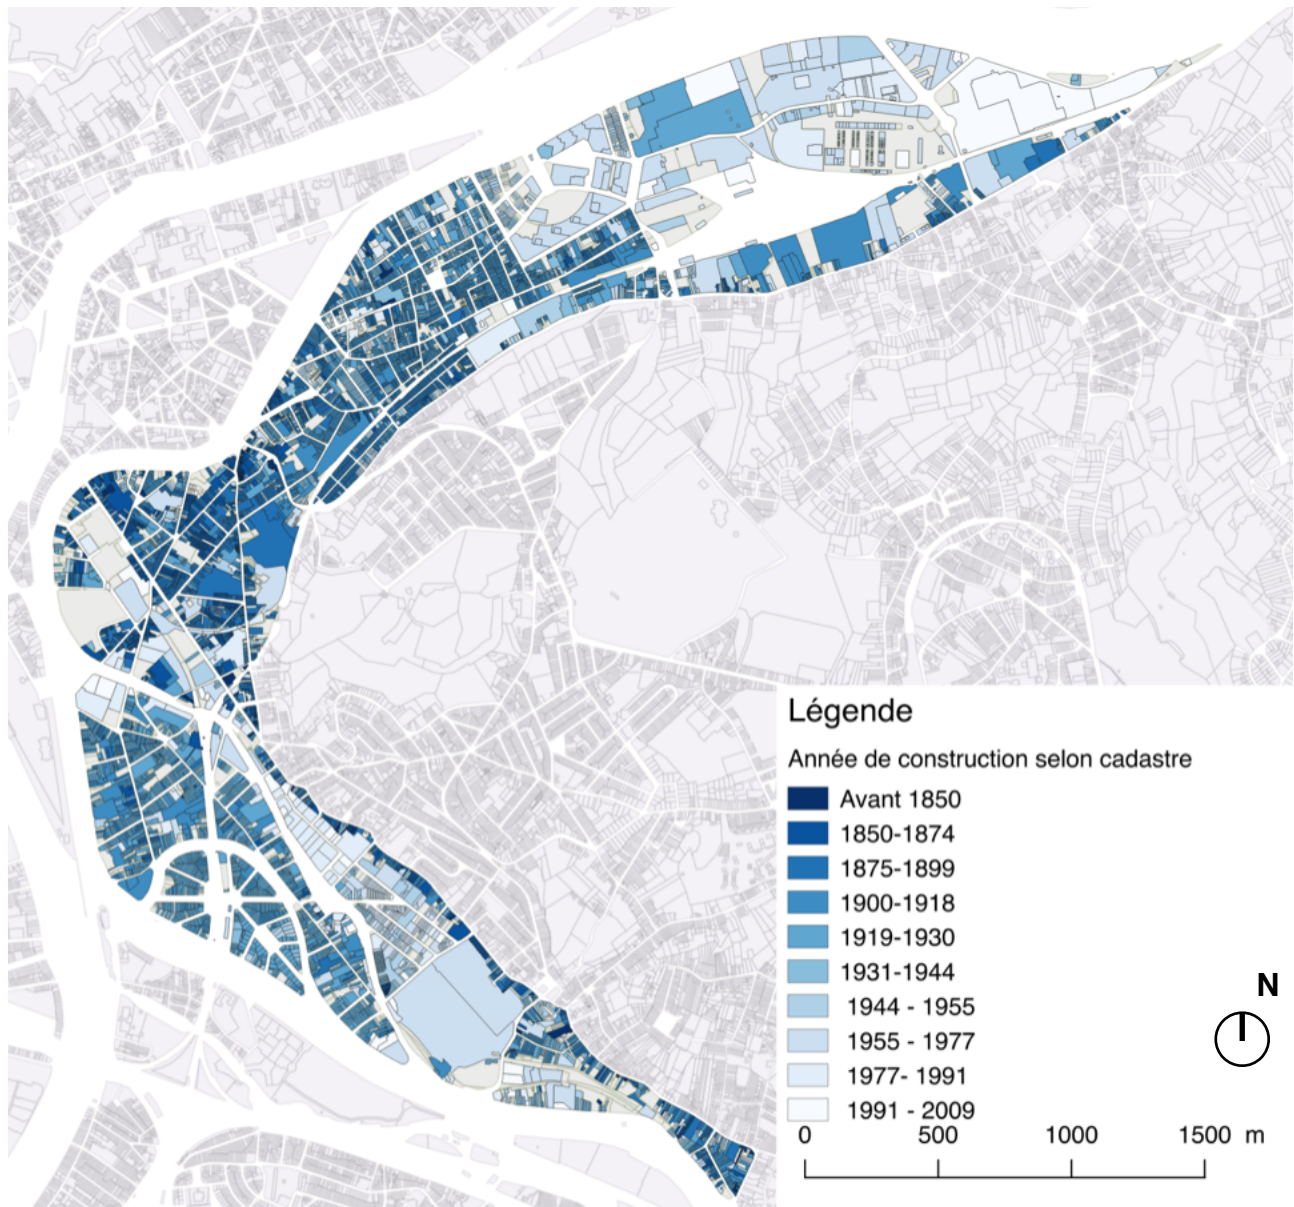 Légende
Année de construction selon cadastre
Avant 1850
1850-1874
1875-1899
1900-1918
1919-1930
1931-1944
1944 - 1955
1955 - 1977
1977- 1991
1991 - 2009
N
0 500 1000 1500 m